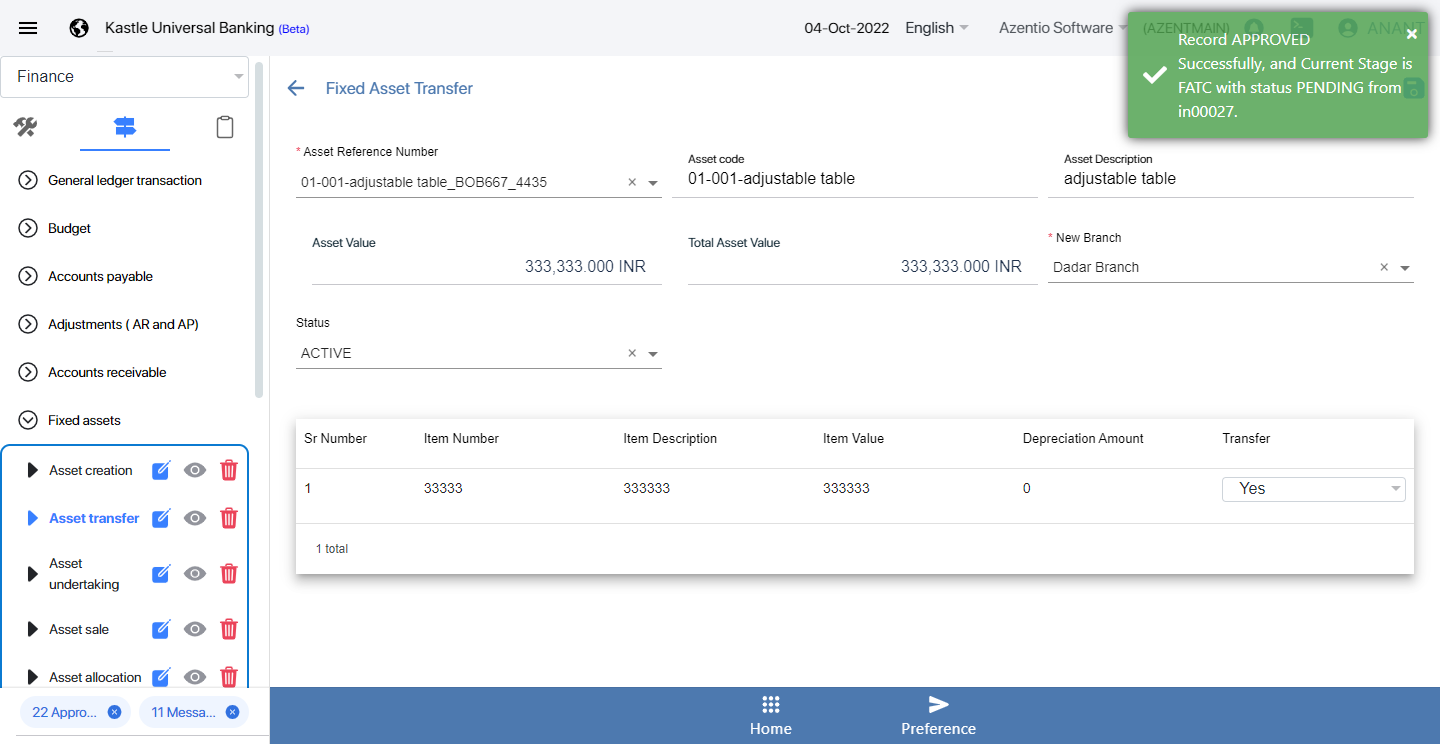 Kastle Universal Banking (Beta)
04-Oct-2022
English
Azentio Software
(AZENTMAIN)
ANANT
Record APPROVED
Successfully, and Current Stage is
FATC with status PENDING from
in00027.
Finance
General ledger transaction
Budget
Accounts payable
Adjustments ( AR and AP)
Accounts receivable
Fixed assets
Asset creation
Asset transfer
Asset
undertaking
Asset sale
Asset allocation
22 Appro...
11 Messa...
Fixed Asset Transfer
* Asset Reference Number
01-001-adjustable table_BOB667_4435
Asset code
01-001-adjustable table
Asset Description
adjustable table
Asset Value
333,333.000 INR
Total Asset Value
333,333.000 INR
* New Branch
Dadar Branch
Status
ACTIVE
Sr Number Item Number Item Description Item Value Depreciation Amount Transfer
1 33333 333333 333333 0 Yes
1 total
Home
Preference